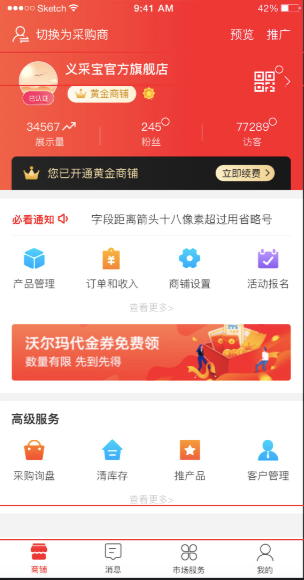 Sketch 9:41 AM 42%
切换为采购商 预览 推广
义采宝官方旗舰店
已认证 黄金商铺
34567 245 77289
展示量 粉丝 访客
您已开通黄金商铺 立即续费 >
必看通知 字段距离箭头十八像素超过用省略号
产品管理 订单和收入 商铺设置 活动报名
查看更多>
沃尔玛代金券免费领
数量有限 先到先得
高级服务
采购询盘 清库存 推产品 客户管理
查看更多>
商铺 消息 市场服务 我的